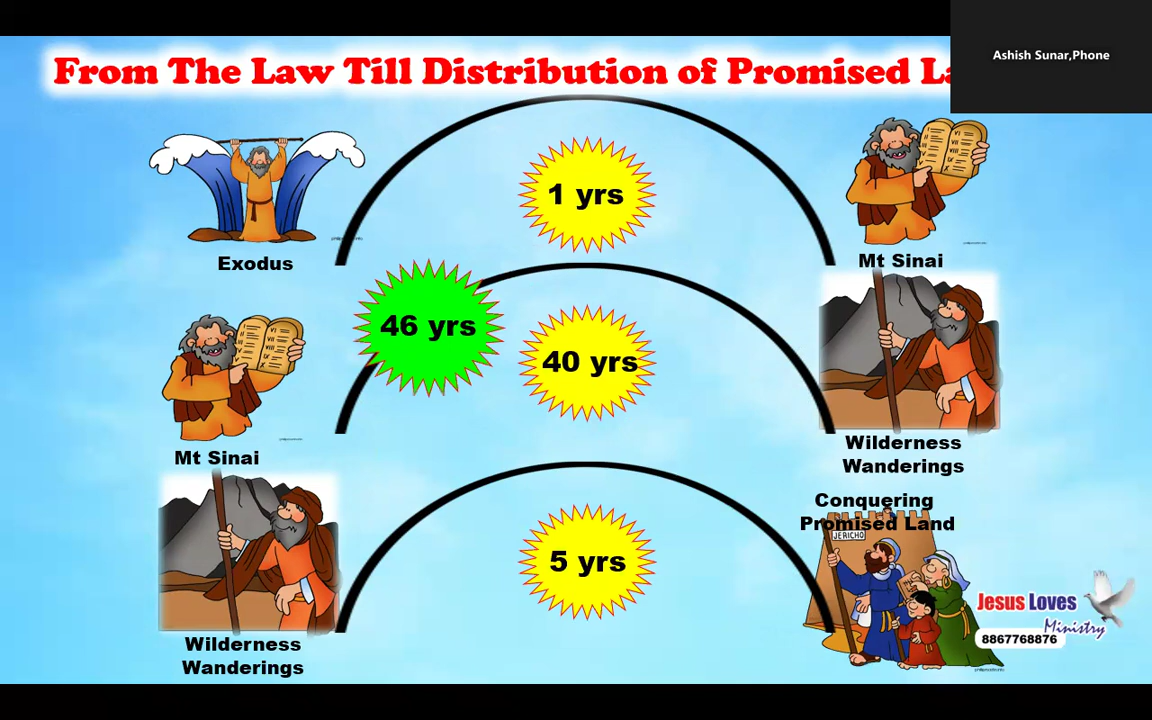 Ashish Sunar,Phone
From The Law Till Distribution of Promised
1 yrs
Exodus
Mt Sinai
46 yrs
40 yrs
Mt Sinai
Wilderness
Wanderings
Conquering
Promised Land
JERICHO
5 yrs
Wilderness
Wanderings
Jesus Loves
Ministry
8867768876